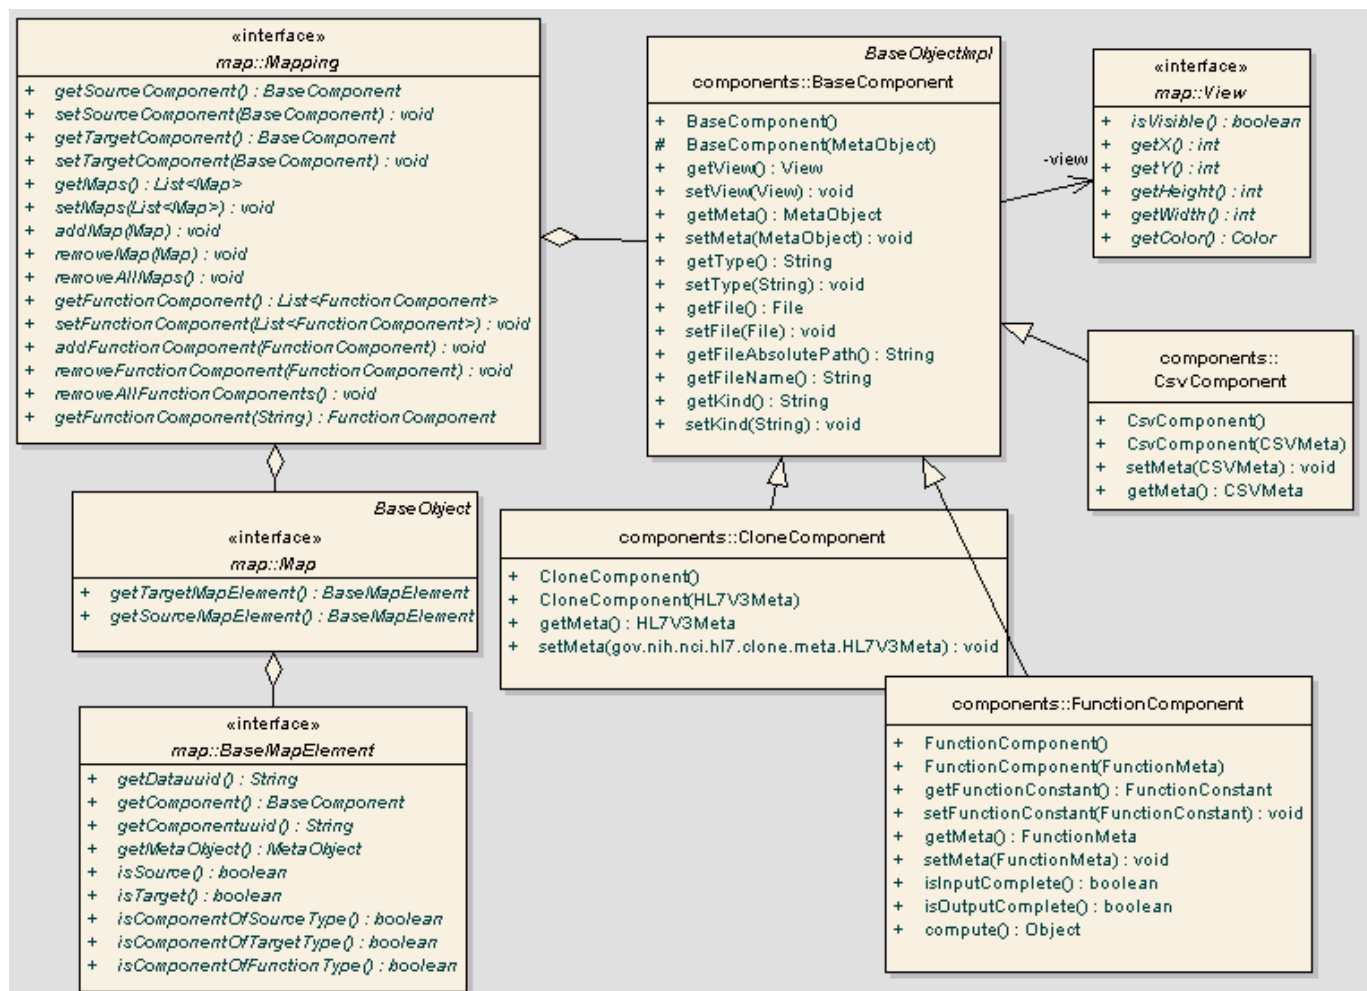 «interface»
map::Mapping
+ getSourceComponent() : BaseComponent
+ setSourceComponent(BaseComponent) : void
+ getTargetComponent() : BaseComponent
+ setTargetComponent(BaseComponent) : void
+ getMaps() : List<Map>
+ setMaps(List<Map>) : void
+ addMap(Map) : void
+ removeMap(Map) : void
+ removeAllMaps() : void
+ getFunctionComponent() : List<FunctionComponent>
+ setFunctionComponent(List<FunctionComponent>) : void
+ addFunctionComponent(FunctionComponent) : void
+ removeFunctionComponent(FunctionComponent) : void
+ removeAllFunctionComponents() : void
+ getFunctionComponent(String) : FunctionComponent
BaseObjectImpl
components::BaseComponent
+ BaseComponent()
# BaseComponent(MetaObject)
+ getView() : View
+ setView(View) : void
+ getMeta() : MetaObject
+ setMeta(MetaObject) : void
+ getType() : String
+ setType(String) : void
+ getFile() : File
+ setFile(File) : void
+ getFileAbsolutePath() : String
+ getFileName() : String
+ getKind() : String
+ setKind(String) : void
-view
«interface»
map::View
+ isVisible() : boolean
+ getX() : int
+ getY() : int
+ getHeight() : int
+ getWidth() : int
+ getColor() : Color
components::
CsvComponent
+ CsvComponent()
+ CsvComponent(CSVMeta)
+ setMeta(CSVMeta) : void
+ getMeta() : CSVMeta
BaseObject
«interface»
map::Map
+ getTargetMapElement() : BaseMapElement
+ getSourceMapElement() : BaseMapElement
components::CloneComponent
+ CloneComponent()
+ CloneComponent(HL7V3Meta)
+ getMeta() : HL7V3Meta
+ setMeta(gov.nih.nci.hl7.clone.meta.HL7V3Meta) : void
«interface»
map::BaseMapElement
+ getDatauuid() : String
+ getComponent() : BaseComponent
+ getComponentuuid() : String
+ getMetaObject() : MetaObject
+ isSource() : boolean
+ isTarget() : boolean
+ isComponentOfSourceType() : boolean
+ isComponentOfTargetType() : boolean
+ isComponentOfFunctionType() : boolean
components::FunctionComponent
+ FunctionComponent()
+ FunctionComponent(FunctionMeta)
+ getFunctionConstant() : FunctionConstant
+ setFunctionConstant(FunctionConstant) : void
+ getMeta() : FunctionMeta
+ setMeta(FunctionMeta) : void
+ isInputComplete() : boolean
+ isOutputComplete() : boolean
+ compute() : Object